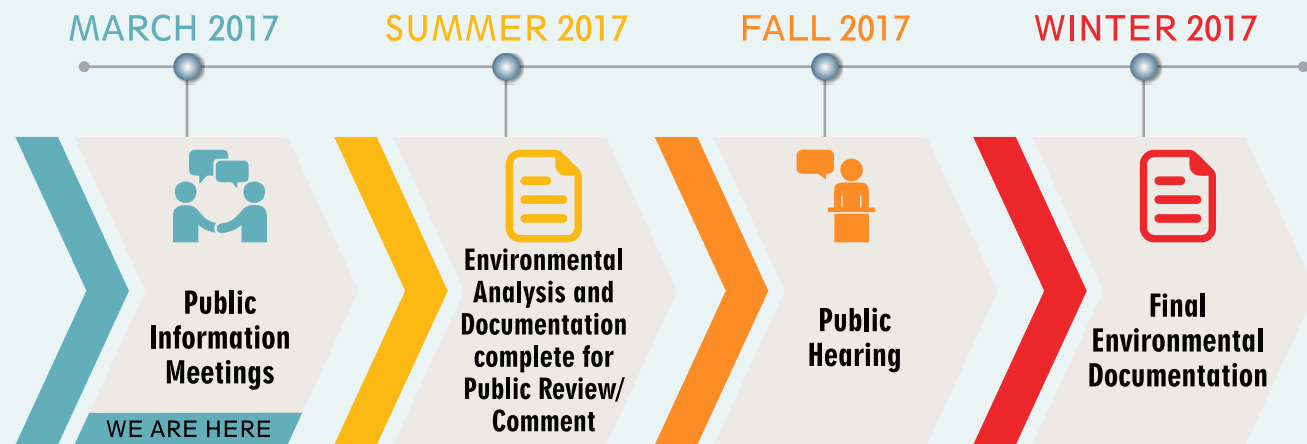 MARCH 2017
SUMMER 2017
FALL 2017
WINTER 2017
Public
Information
Meetings
WE ARE HERE
Environmental
Analysis and
Documentation
complete for
Public Review/
Comment
Public
Hearing
Final
Environmental
Documentation